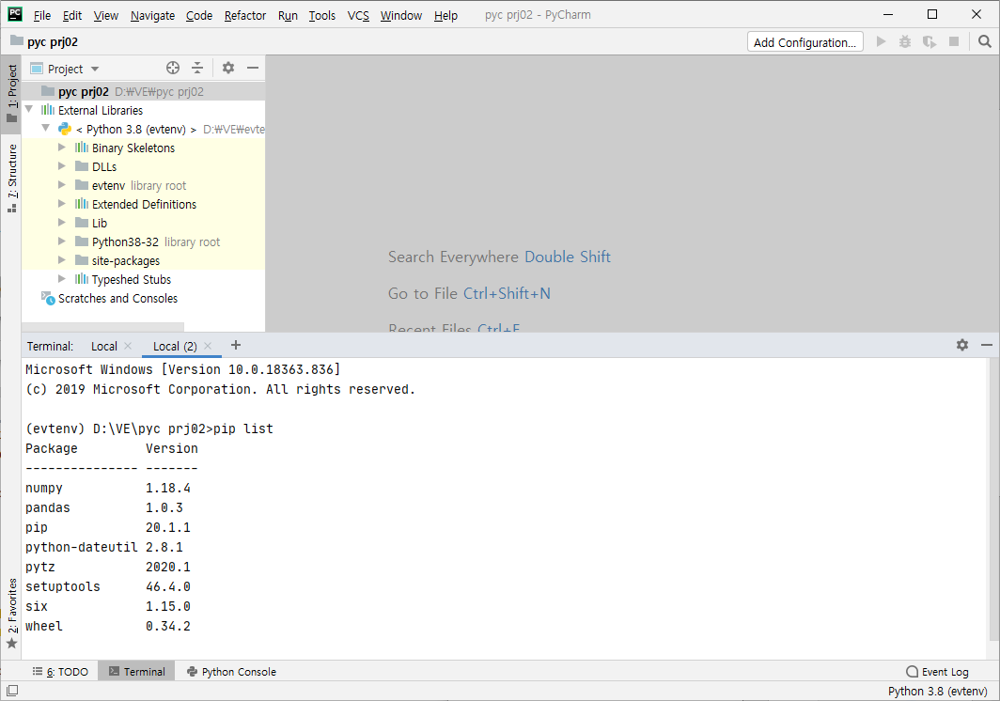 PC File Edit View Navigate Code Refactor Run Tools VCS Window Help pyc prj02 - PyCharm
pyc prj02 Add Configuration...
1: Project
Project
pyc prj02 D:₩VE₩pyc prj02
External Libraries
< Python 3.8 (evtenv) > D:₩VE₩evte
Binary Skeletons
DLLs
evtenv library root
Extended Definitions
Lib
Python38-32 library root
site-packages
Typeshed Stubs
Scratches and Consoles
7: Structure
Search Everywhere Double Shift
Go to File Ctrl+Shift+N
Recent Files Ctrl+E
Terminal: Local Local (2)
Microsoft Windows [Version 10.0.18363.836]
(c) 2019 Microsoft Corporation. All rights reserved.
(evtenv) D:\VE\pyc prj02>pip list
Package Version
--------------- -------
numpy 1.18.4
pandas 1.0.3
pip 20.1.1
python-dateutil 2.8.1
pytz 2020.1
setuptools 46.4.0
six 1.15.0
wheel 0.34.2
2: Favorites
6: TODO Terminal Python Console Event Log
Python 3.8 (evtenv)